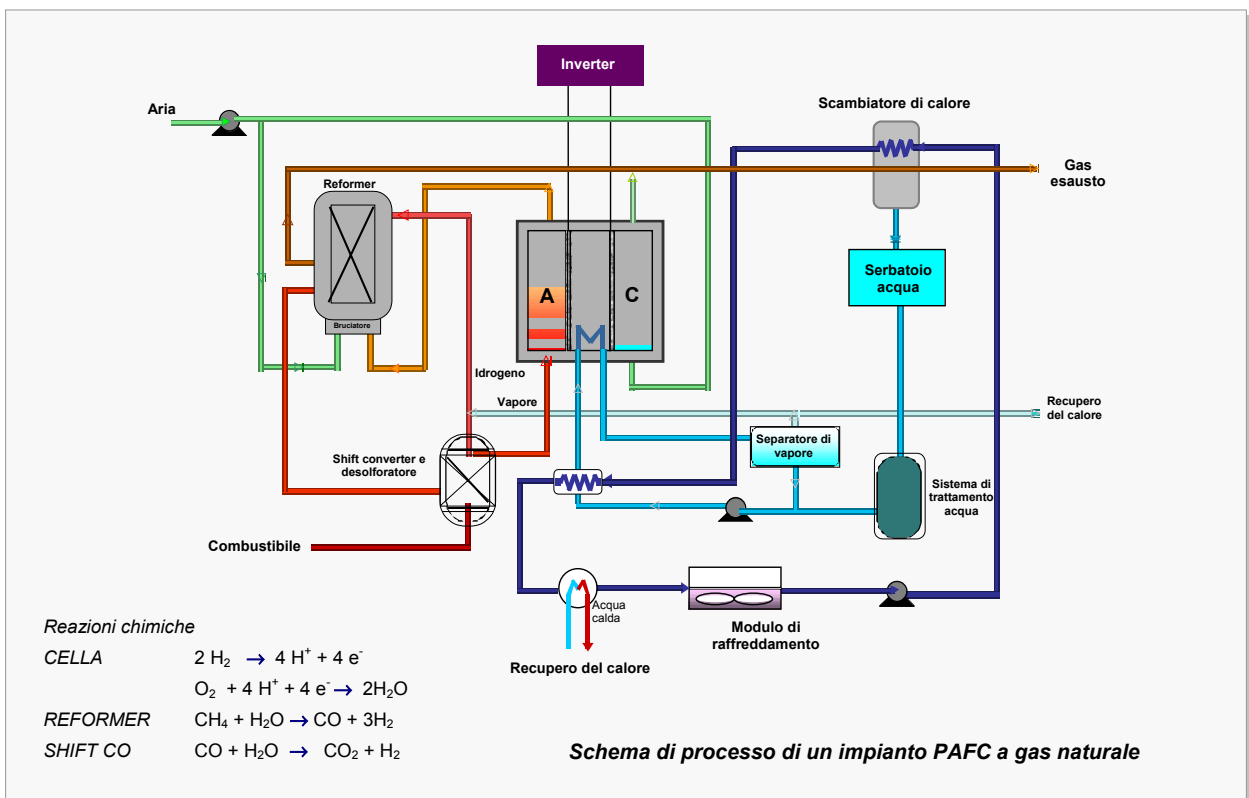 Inverter
Aria
Scambiatore di calore
Gas
esausto
Reformer
Serbatoio
acqua
A
C
Bruciatore
Idrogeno
Vapore
Recupero
del calore
Separatore di
vapore
Shift converter e
desolforatore
Sistema di
trattamento
acqua
Combustibile
Acqua
calda
Modulo di
raffreddamento
Recupero del calore
Reazioni chimiche
CELLA 2 H₂ → 4 H⁺ + 4 e⁻
O₂ + 4 H⁺ + 4 e⁻ → 2H₂O
REFORMER CH₄ + H₂O → CO + 3H₂
SHIFT CO CO + H₂O → CO₂ + H₂
Schema di processo di un impianto PAFC a gas naturale